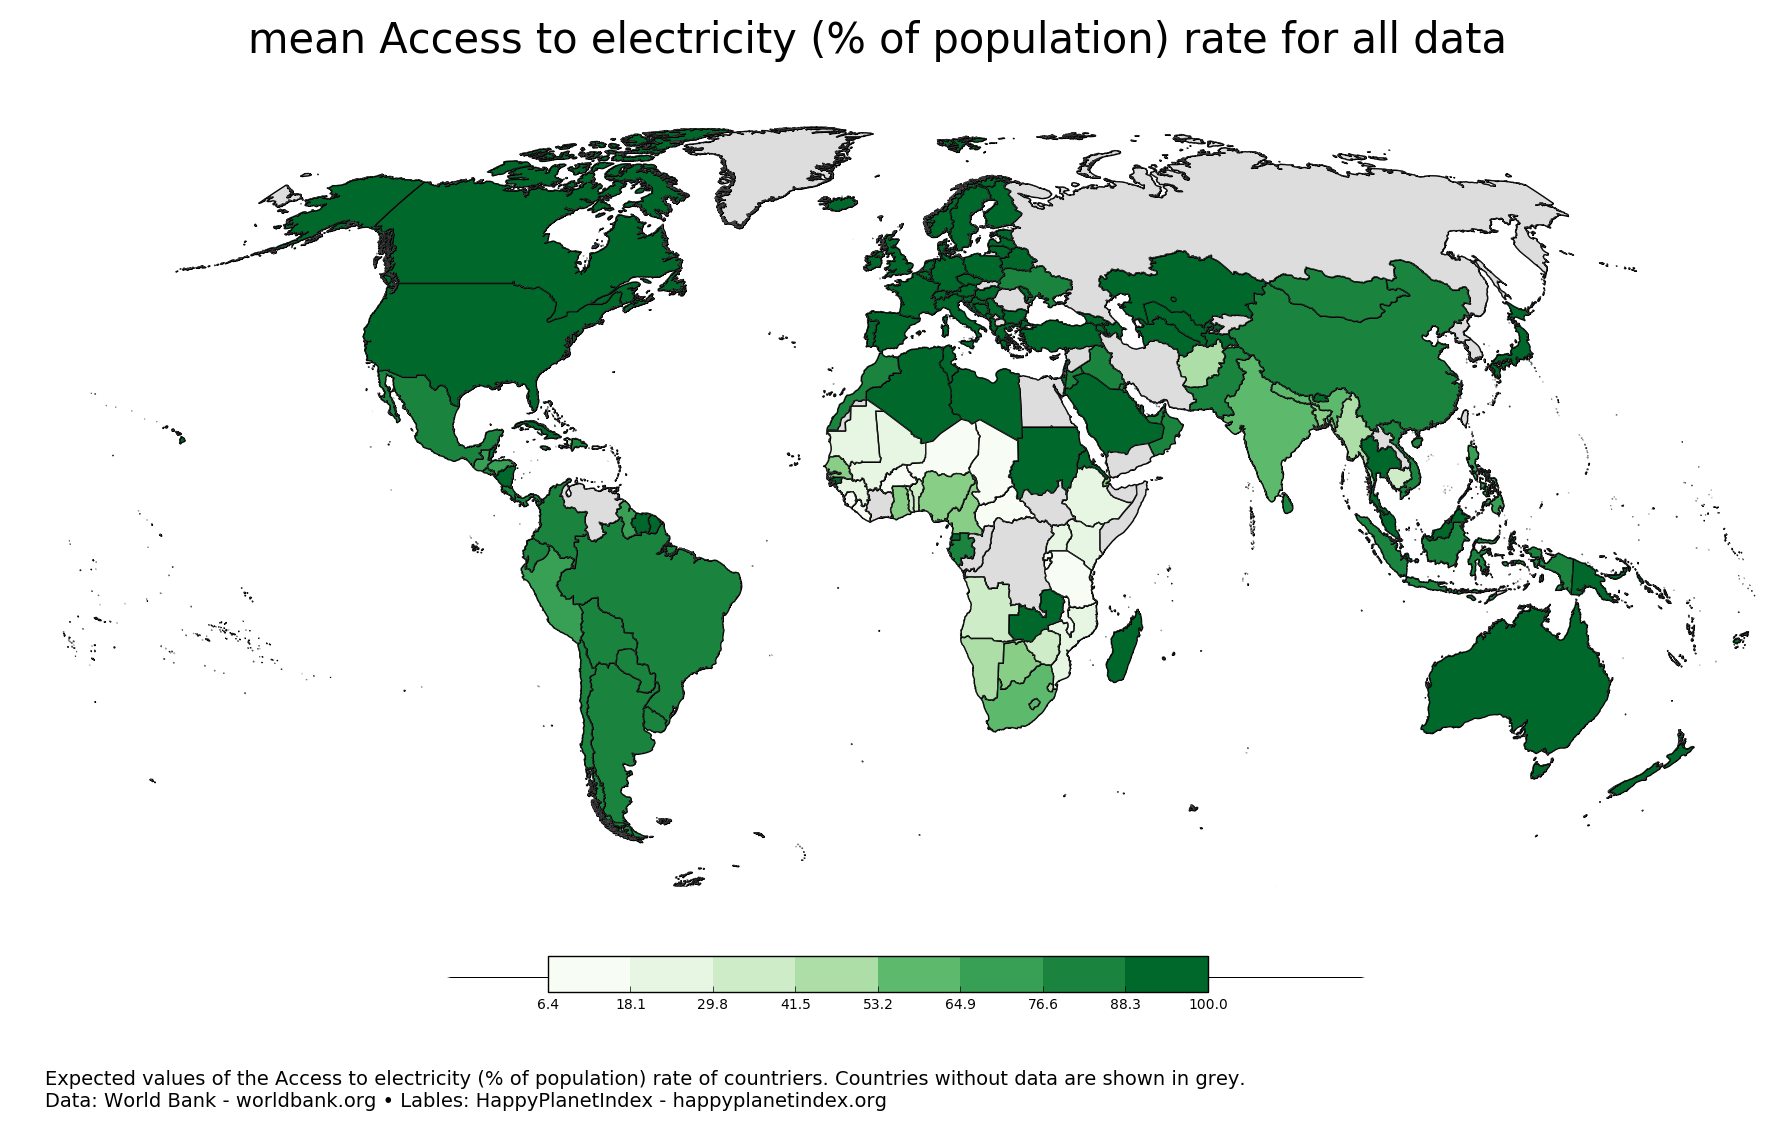 mean Access to electricity (% of population) rate for all data
6.4 18.1 29.8 41.5 53.2 64.9 76.6 88.3 100.0
Expected values of the Access to electricity (% of population) rate of countriers. Countries without data are shown in grey.
Data: World Bank - worldbank.org • Lables: HappyPlanetIndex - happyplanetindex.org